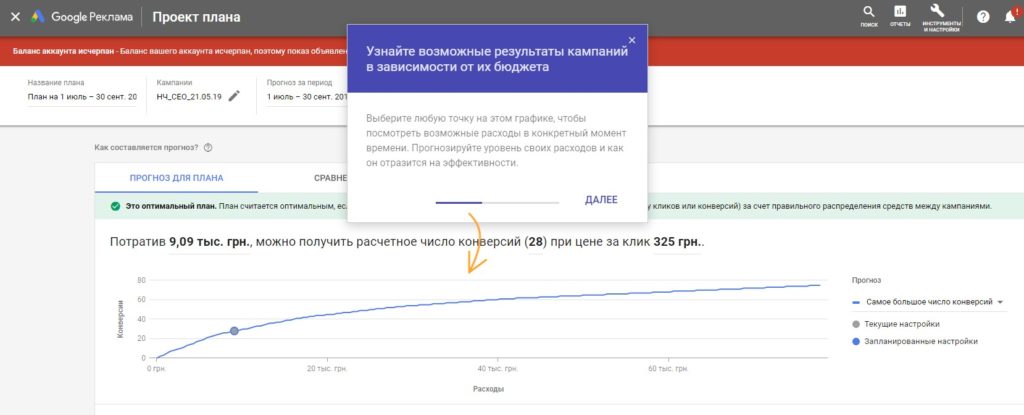 Google Реклама
Проект плана
ПОИСК
ОТЧЕТЫ
ИНСТРУМЕНТЫ
И НАСТРОЙКИ
Баланс аккаунта исчерпан - Баланс вашего аккаунта исчерпан, поэтому показ объявлен
Название плана
План на 1 июль – 30 сент. 20
Кампании
НЧ_СЕО_21.05.19
Прогноз за период
1 июль – 30 сент. 201
Узнайте возможные результаты кампаний
в зависимости от их бюджета
Выберите любую точку на этом графике, чтобы
посмотреть возможные расходы в конкретный момент
времени. Прогнозируйте уровень своих расходов и как
он отразится на эффективности.
ДАЛЕЕ
Как составляется прогноз?
ПРОГНОЗ ДЛЯ ПЛАНА
СРАВНЕ
Это оптимальный план. План считается оптимальным, есл
у кликов или конверсий) за счет правильного распределения средств между кампаниями.
Потратив 9,09 тыс. грн., можно получить расчетное число конверсий (28) при цене за клик 325 грн..
Конверсии
80
60
40
20
0
0 грн.
20 тыс. грн.
40 тыс. грн.
60 тыс. грн.
Расходы
Прогноз
Самое большое число конверсий
Текущие настройки
Запланированные настройки